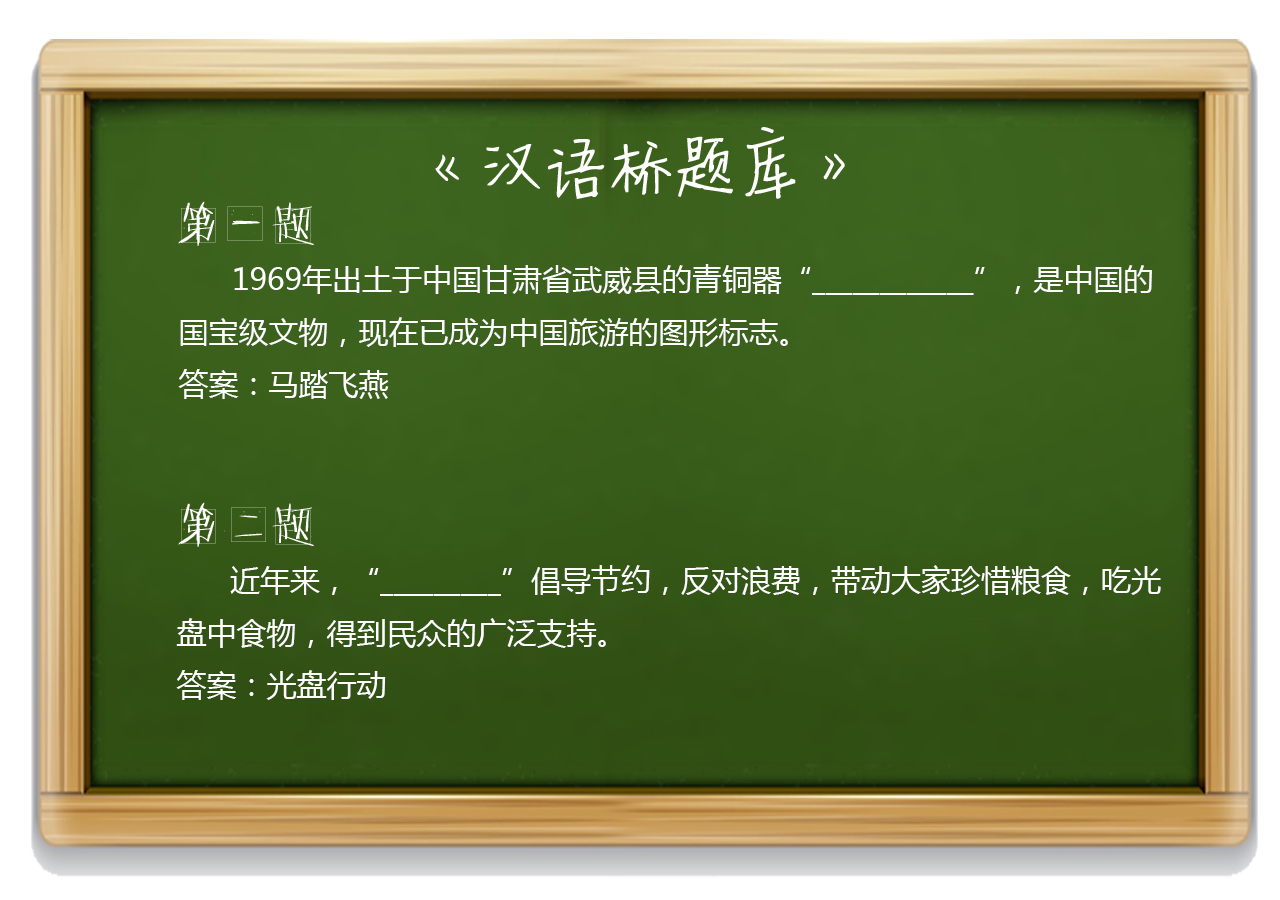 《汉语桥题库》
第一题
1969年出土于中国甘肃省武威县的青铜器“____________”，是中国的
国宝级文物，现在已成为中国旅游的图形标志。
答案：马踏飞燕
第二题
近年来，“_________”倡导节约，反对浪费，带动大家珍惜粮食，吃光
盘中食物，得到民众的广泛支持。
答案：光盘行动